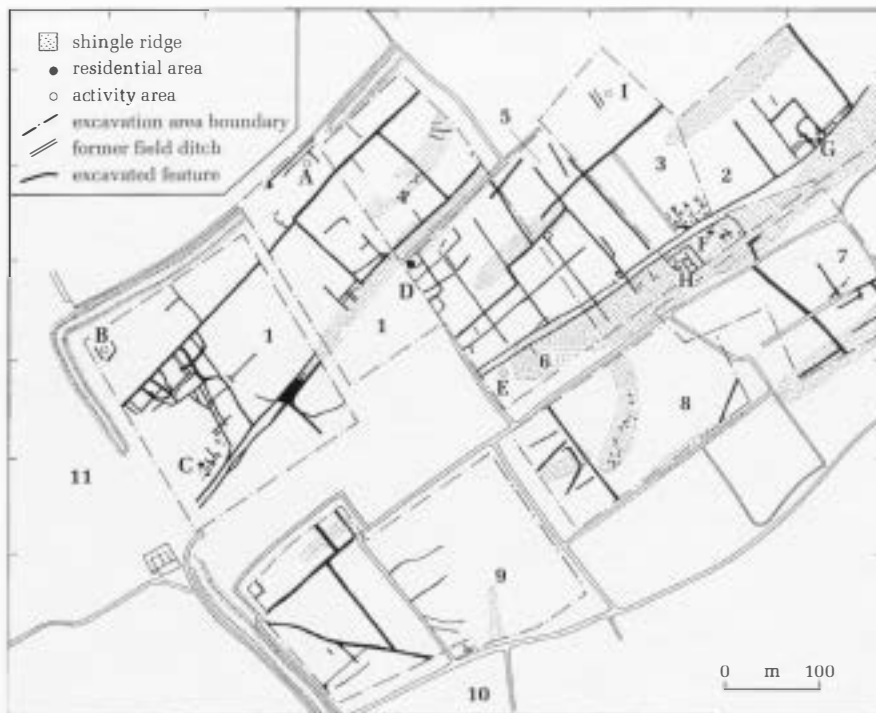 shingle ridge
residential area
activity area
excavation area boundary
former field ditch
excavated feature
5
I
A
3
2
G
4
F
D
H
7
B
1
1
6
E
8
C
11
9
10
0 m 100